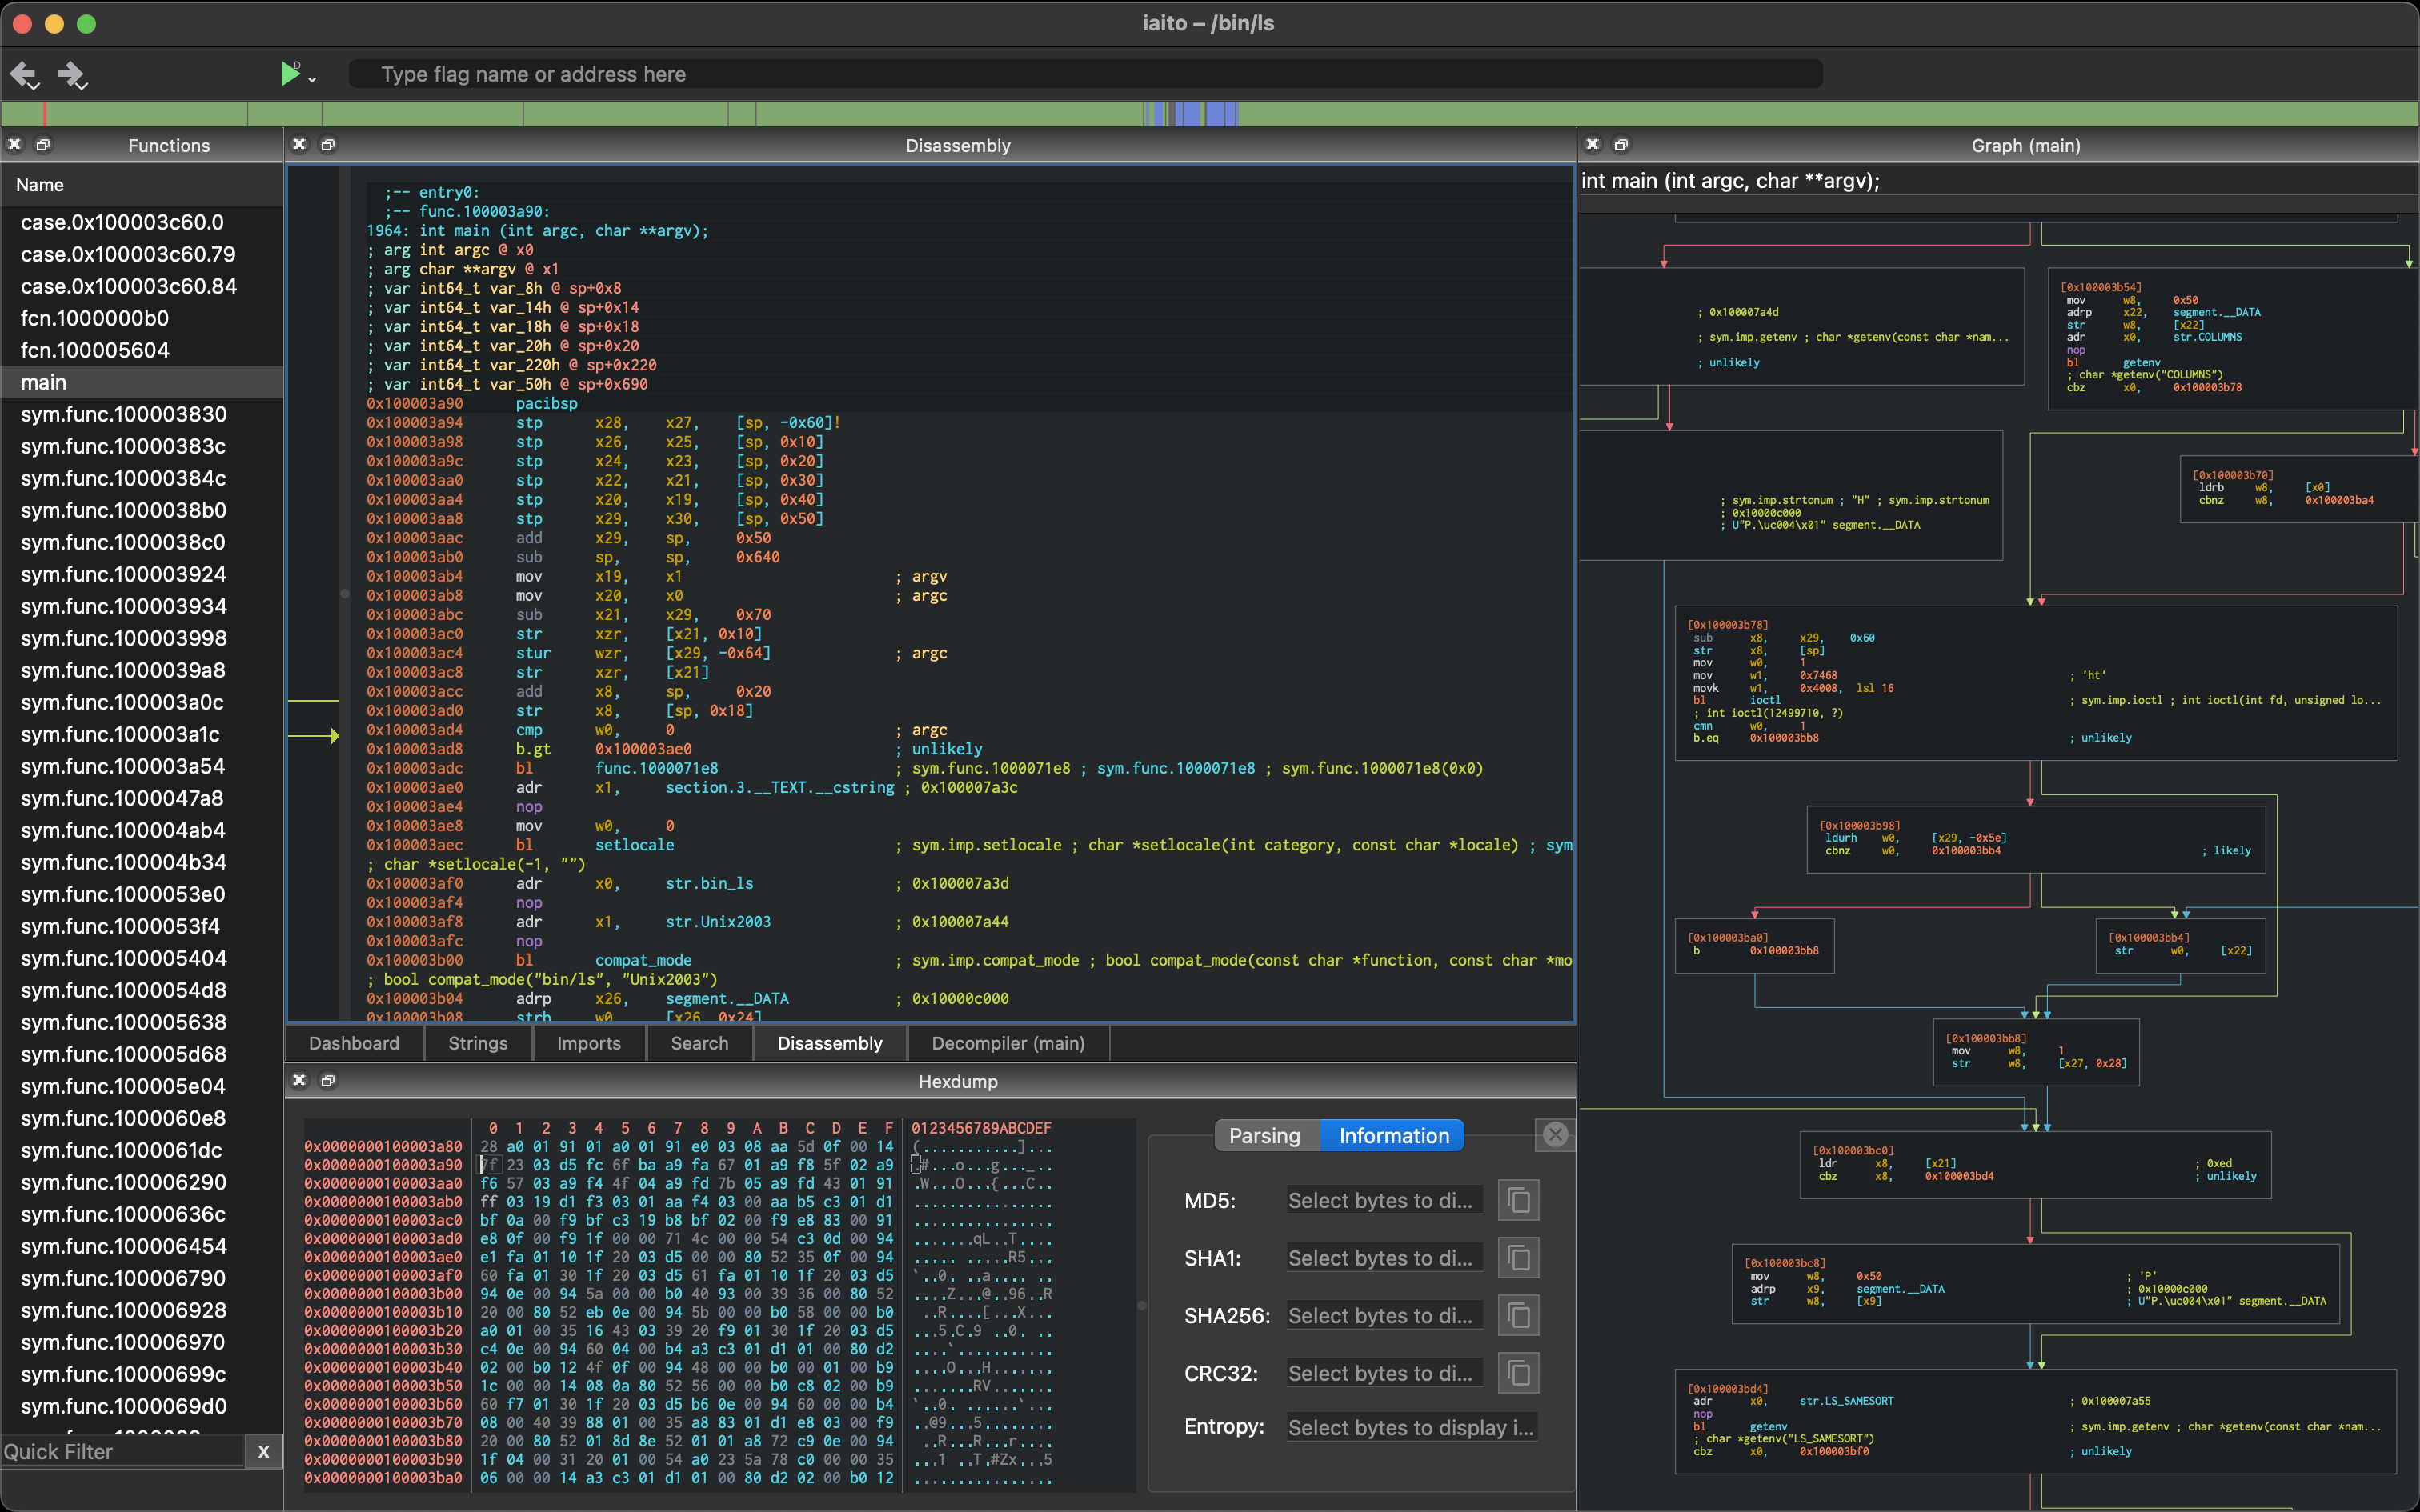 iaito – /bin/ls
D
Type flag name or address here
Functions
Name
case.0x100003c60.0
case.0x100003c60.79
case.0x100003c60.84
fcn.1000000b0
fcn.100005604
main
sym.func.100003830
sym.func.10000383c
sym.func.10000384c
sym.func.1000038b0
sym.func.1000038c0
sym.func.100003924
sym.func.100003934
sym.func.100003998
sym.func.1000039a8
sym.func.100003a0c
sym.func.100003a1c
sym.func.100003a54
sym.func.1000047a8
sym.func.100004ab4
sym.func.100004b34
sym.func.1000053e0
sym.func.1000053f4
sym.func.100005404
sym.func.1000054d8
sym.func.100005638
sym.func.100005d68
sym.func.100005e04
sym.func.1000060e8
sym.func.1000061dc
sym.func.100006290
sym.func.10000636c
sym.func.100006454
sym.func.100006790
sym.func.100006928
sym.func.100006970
sym.func.10000699c
sym.func.1000069d0
Quick Filter
X
Disassembly
;-- entry0:
;-- func.100003a90:
1964: int main (int argc, char **argv);
; arg int argc @ x0
; arg char **argv @ x1
; var int64_t var_8h @ sp+0x8
; var int64_t var_14h @ sp+0x14
; var int64_t var_18h @ sp+0x18
; var int64_t var_20h @ sp+0x20
; var int64_t var_220h @ sp+0x220
; var int64_t var_50h @ sp+0x690
0x100003a90 pacibsp
0x100003a94 stp x28, x27, [sp, -0x60]!
0x100003a98 stp x26, x25, [sp, 0x10]
0x100003a9c stp x24, x23, [sp, 0x20]
0x100003aa0 stp x22, x21, [sp, 0x30]
0x100003aa4 stp x20, x19, [sp, 0x40]
0x100003aa8 stp x29, x30, [sp, 0x50]
0x100003aac add x29, sp, 0x50
0x100003ab0 sub sp, sp, 0x640
0x100003ab4 mov x19, x1 ; argv
0x100003ab8 mov x20, x0 ; argc
0x100003abc sub x21, x29, 0x70
0x100003ac0 str xzr, [x21, 0x10]
0x100003ac4 stur wzr, [x29, -0x64] ; argc
0x100003ac8 str xzr, [x21]
0x100003acc add x8, sp, 0x20
0x100003ad0 str x8, [sp, 0x18]
0x100003ad4 cmp w0, 0 ; argc
0x100003ad8 b.gt 0x100003ae0 ; unlikely
0x100003adc bl func.1000071e8 ; sym.func.1000071e8 ; sym.func.1000071e8 ; sym.func.1000071e8(0x0)
0x100003ae0 adr x1, section.3.__TEXT.__cstring ; 0x100007a3c
0x100003ae4 nop
0x100003ae8 mov w0, 0
0x100003aec bl setlocale ; sym.imp.setlocale ; char *setlocale(int category, const char *locale) ; sym
; char *setlocale(-1, "")
0x100003af0 adr x0, str.bin_ls ; 0x100007a3d
0x100003af4 nop
0x100003af8 adr x1, str.Unix2003 ; 0x100007a44
0x100003afc nop
0x100003b00 bl compat_mode ; sym.imp.compat_mode ; bool compat_mode(const char *function, const char *mo
; bool compat_mode("bin/ls", "Unix2003")
0x100003b04 adrp x26, segment.__DATA ; 0x10000c000
0x100003b08 strb w0, [x26, 0x24]
Dashboard Strings Imports Search Disassembly Decompiler (main)
Hexdump
0 1 2 3 4 5 6 7 8 9 A B C D E F 0123456789ABCDEF
0x0000000100003a80 28 a0 01 91 01 a0 01 91 e0 03 08 aa 5d 0f 00 14 (...........]...
0x0000000100003a90 7f 23 03 d5 fc 6f ba a9 fa 67 01 a9 f8 5f 02 a9 .#...o...g..._..
0x0000000100003aa0 f6 57 03 a9 f4 4f 04 a9 fd 7b 05 a9 fd 43 01 91 .W...O...{...C..
0x0000000100003ab0 ff 03 19 d1 f3 03 01 aa f4 03 00 aa b5 c3 01 d1 ................
0x0000000100003ac0 bf 0a 00 f9 bf c3 19 b8 bf 02 00 f9 e8 83 00 91 ................
0x0000000100003ad0 e8 0f 00 f9 1f 00 00 71 4c 00 00 54 c3 0d 00 94 .......qL..T....
0x0000000100003ae0 e1 fa 01 10 1f 20 03 d5 00 00 80 52 35 0f 00 94 ..... .....R5...
0x0000000100003af0 60 fa 01 30 1f 20 03 d5 61 fa 01 10 1f 20 03 d5 `..0. ..a.... ..
0x0000000100003b00 94 0e 00 94 5a 00 00 b0 40 93 00 39 36 00 80 52 ....Z...@..96..R
0x0000000100003b10 20 00 80 52 eb 0e 00 94 5b 00 00 b0 58 00 00 b0 ..R....[...X...
0x0000000100003b20 a0 01 00 35 16 43 03 39 20 f9 01 30 1f 20 03 d5 ...5.C.9 ..0. ..
0x0000000100003b30 c4 0e 00 94 60 04 00 b4 a3 c3 01 d1 01 00 80 d2 ....`...........
0x0000000100003b40 02 00 b0 12 4f 0f 00 94 48 00 00 b0 00 01 00 b9 ....O...H.......
0x0000000100003b50 1c 00 00 14 08 0a 80 52 56 00 00 b0 c8 02 00 b9 .......RV.......
0x0000000100003b60 60 f7 01 30 1f 20 03 d5 b6 0e 00 94 60 00 00 b4 `..0. ......`...
0x0000000100003b70 08 00 40 39 88 01 00 35 a8 83 01 d1 e8 03 00 f9 ..@9...5........
0x0000000100003b80 20 00 80 52 01 8d 8e 52 01 01 a8 72 c9 0e 00 94 ..R...R...r....
0x0000000100003b90 1f 04 00 31 20 01 00 54 a0 23 5a 78 c0 00 00 35 ...1 ..T.#Zx...5
0x0000000100003ba0 06 00 00 14 a3 c3 01 d1 01 00 80 d2 02 00 b0 12 ................
Parsing Information
MD5: Select bytes to di...
SHA1: Select bytes to di...
SHA256: Select bytes to di...
CRC32: Select bytes to di...
Entropy: Select bytes to display i...
Graph (main)
int main (int argc, char **argv);
; 0x100007a4d
; sym.imp.getenv ; char *getenv(const char *nam...
; unlikely
[0x100003b54]
mov w8, 0x50
adrp x22, segment.__DATA
str w8, [x22]
adr x0, str.COLUMNS
nop
bl getenv
; char *getenv("COLUMNS")
cbz x0, 0x100003b78
; sym.imp.strtonum ; "H" ; sym.imp.strtonum
; 0x10000c000
; U"P.\uc004\x01" segment.__DATA
[0x100003b70]
ldrb w8, [x0]
cbnz w8, 0x100003ba4
[0x100003b78]
sub x8, x29, 0x60
str x8, [sp]
mov w0, 1
mov w1, 0x7468 ; 'ht'
movk w1, 0x4008, lsl 16
bl ioctl ; sym.imp.ioctl ; int ioctl(int fd, unsigned lo...
; int ioctl(12499710, ?)
cmn w0, 1
b.eq 0x100003bb8 ; unlikely
[0x100003b98]
ldurh w0, [x29, -0x5e]
cbnz w0, 0x100003bb4 ; likely
[0x100003ba0]
b 0x100003bb8
[0x100003bb4]
str w0, [x22]
[0x100003bb8]
mov w8, 1
str w8, [x27, 0x28]
[0x100003bc0]
ldr x8, [x21] ; 0xed
cbz x8, 0x100003bd4 ; unlikely
[0x100003bc8]
mov w8, 0x50 ; 'P'
adrp x9, segment.__DATA ; 0x10000c000
str w8, [x9] ; U"P.\uc004\x01" segment.__DATA
[0x100003bd4]
adr x0, str.LS_SAMESORT ; 0x100007a55
nop
bl getenv ; sym.imp.getenv ; char *getenv(const char *nam...
; char *getenv("LS_SAMESORT")
cbz x0, 0x100003bf0 ; unlikely